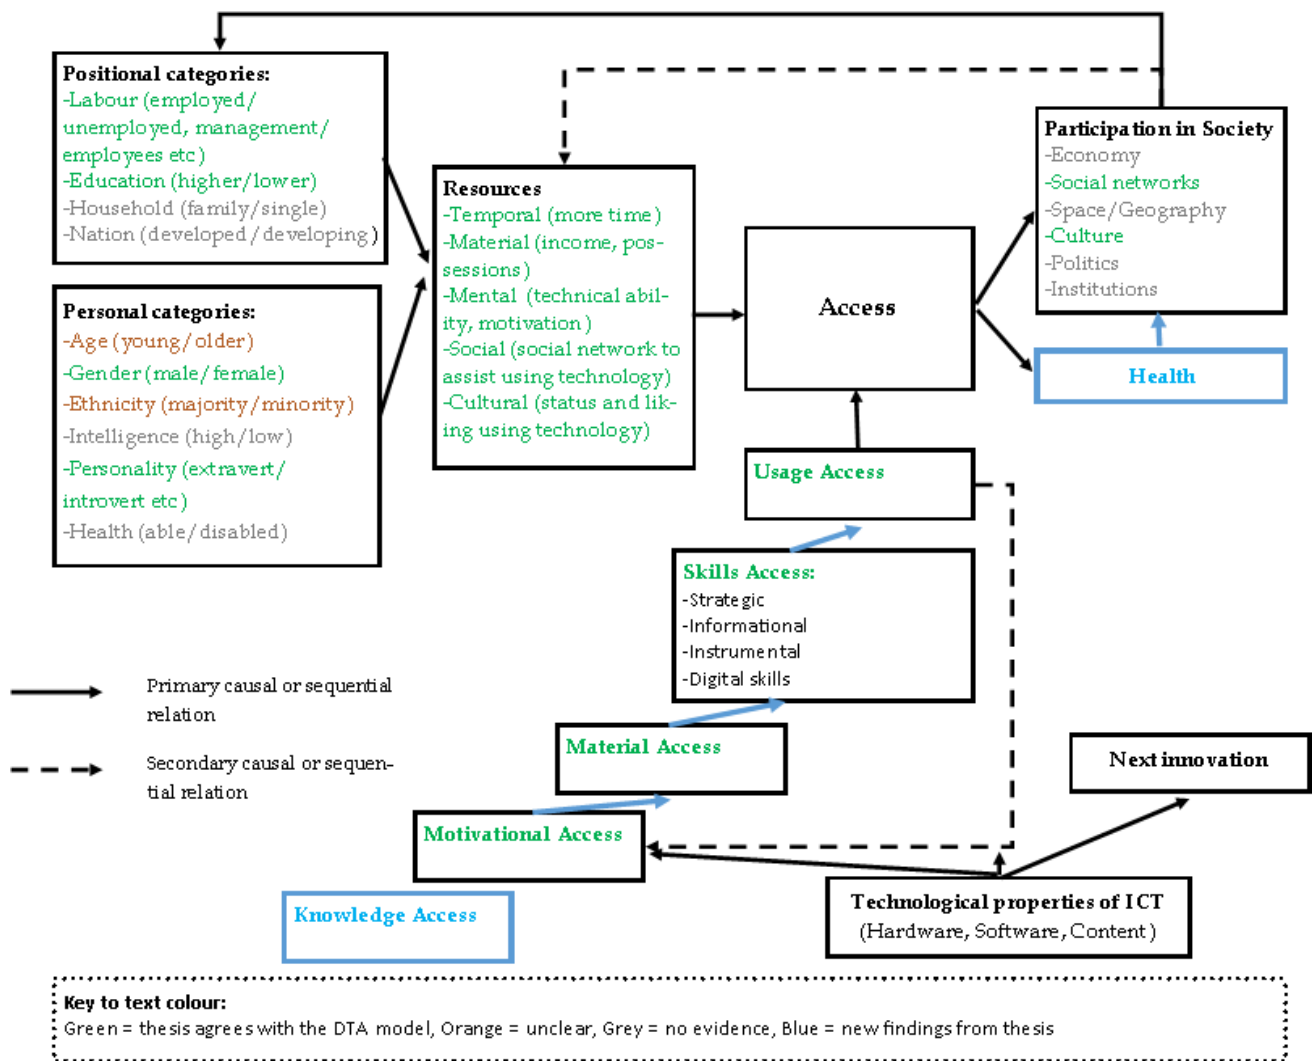 Positional categories:
-Labour (employed/
unemployed, management/
employees etc)
-Education (higher/lower)
-Household (family/single)
-Nation (developed/developing)
Personal categories:
-Age (young/older)
-Gender (male/female)
-Ethnicity (majority/minority)
-Intelligence (high/low)
-Personality (extravert/
introvert etc)
-Health (able/disabled)
Resources
-Temporal (more time)
-Material (income, pos-
sessions)
-Mental (technical abil-
ity, motivation)
-Social (social network to
assist using technology)
-Cultural (status and lik-
ing using technology)
Access
Participation in Society
-Economy
-Social networks
-Space/Geography
-Culture
-Politics
-Institutions
Health
Usage Access
Skills Access:
-Strategic
-Informational
-Instrumental
-Digital skills
Material Access
Motivational Access
Knowledge Access
Next innovation
Technological properties of ICT
(Hardware, Software, Content)
Primary causal or sequential
relation
Secondary causal or sequen-
tial relation
Key to text colour:
Green = thesis agrees with the DTA model, Orange = unclear, Grey = no evidence, Blue = new findings from thesis